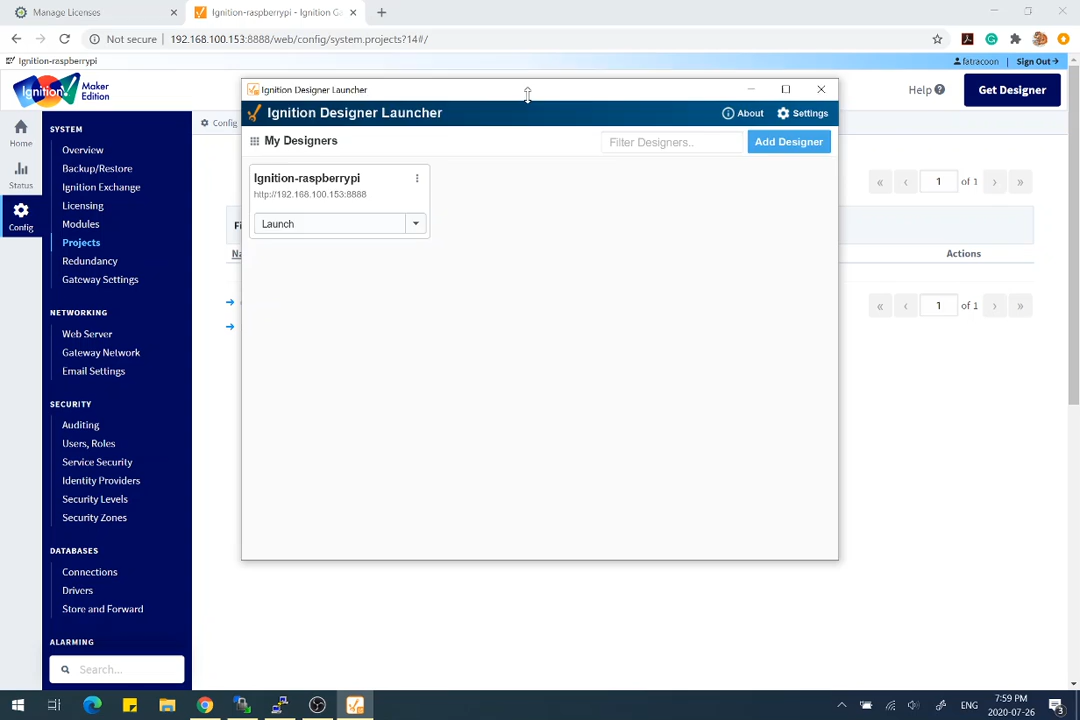 Manage Licenses
Ignition-raspberrypi - Ignition Ga
Not secure
192.168.100.153:8888/web/config/system.projects?14#/
Ignition-raspberrypi
fatracoon
Sign Out
Ignition
Maker
Edition
Help
Get Designer
Ignition Designer Launcher
Ignition Designer Launcher
About
Settings
My Designers
Filter Designers..
Add Designer
Ignition-raspberrypi
http://192.168.100.153:8888
Launch
Home
Status
Config
SYSTEM
Overview
Backup/Restore
Ignition Exchange
Licensing
Modules
Projects
Redundancy
Gateway Settings
NETWORKING
Web Server
Gateway Network
Email Settings
SECURITY
Auditing
Users, Roles
Service Security
Identity Providers
Security Levels
Security Zones
DATABASES
Connections
Drivers
Store and Forward
ALARMING
Search...
Config
1 of 1
Actions
1 of 1
ENG
7:59 PM
2020-07-26
3